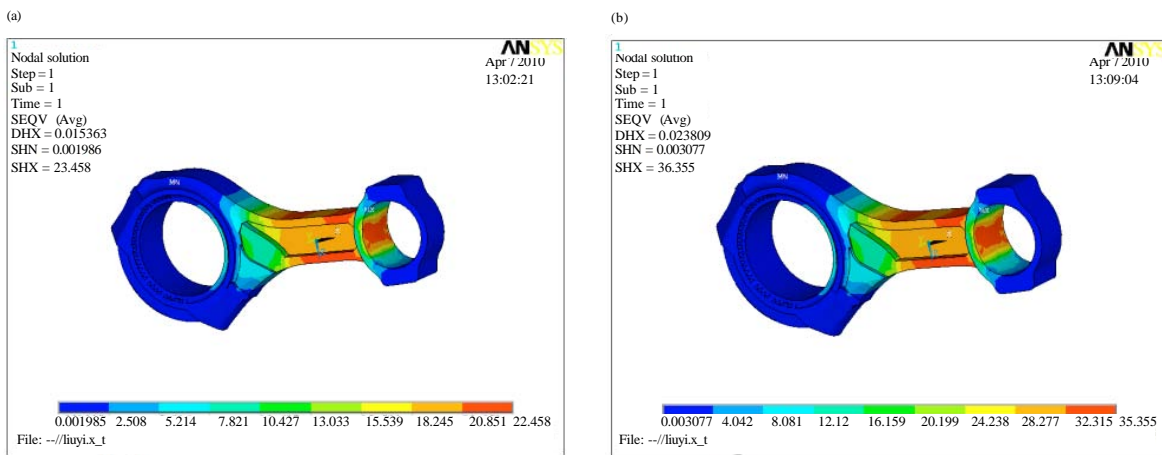 (a)
1
ANSYS
Nodal solution
Apr / 2010
Step = 1
13:02:21
Sub = 1
Time = 1
SEQV (Avg)
DHX = 0.015363
SHN = 0.001986
SHX = 23.458
MN
0.001985 2.508 5.214 7.821 10.427 13.033 15.539 18.245 20.851 22.458
File: --//liuyi.x_t
(b)
1
ANSYS
Nodal solution
Apr / 2010
Step = 1
13:09:04
Sub = 1
Time = 1
SEQV (Avg)
DHX = 0.023809
SHN = 0.003077
SHX = 36.355
MN
0.003077 4.042 8.081 12.12 16.159 20.199 24.238 28.277 32.315 35.355
File: --//liuyi.x_t